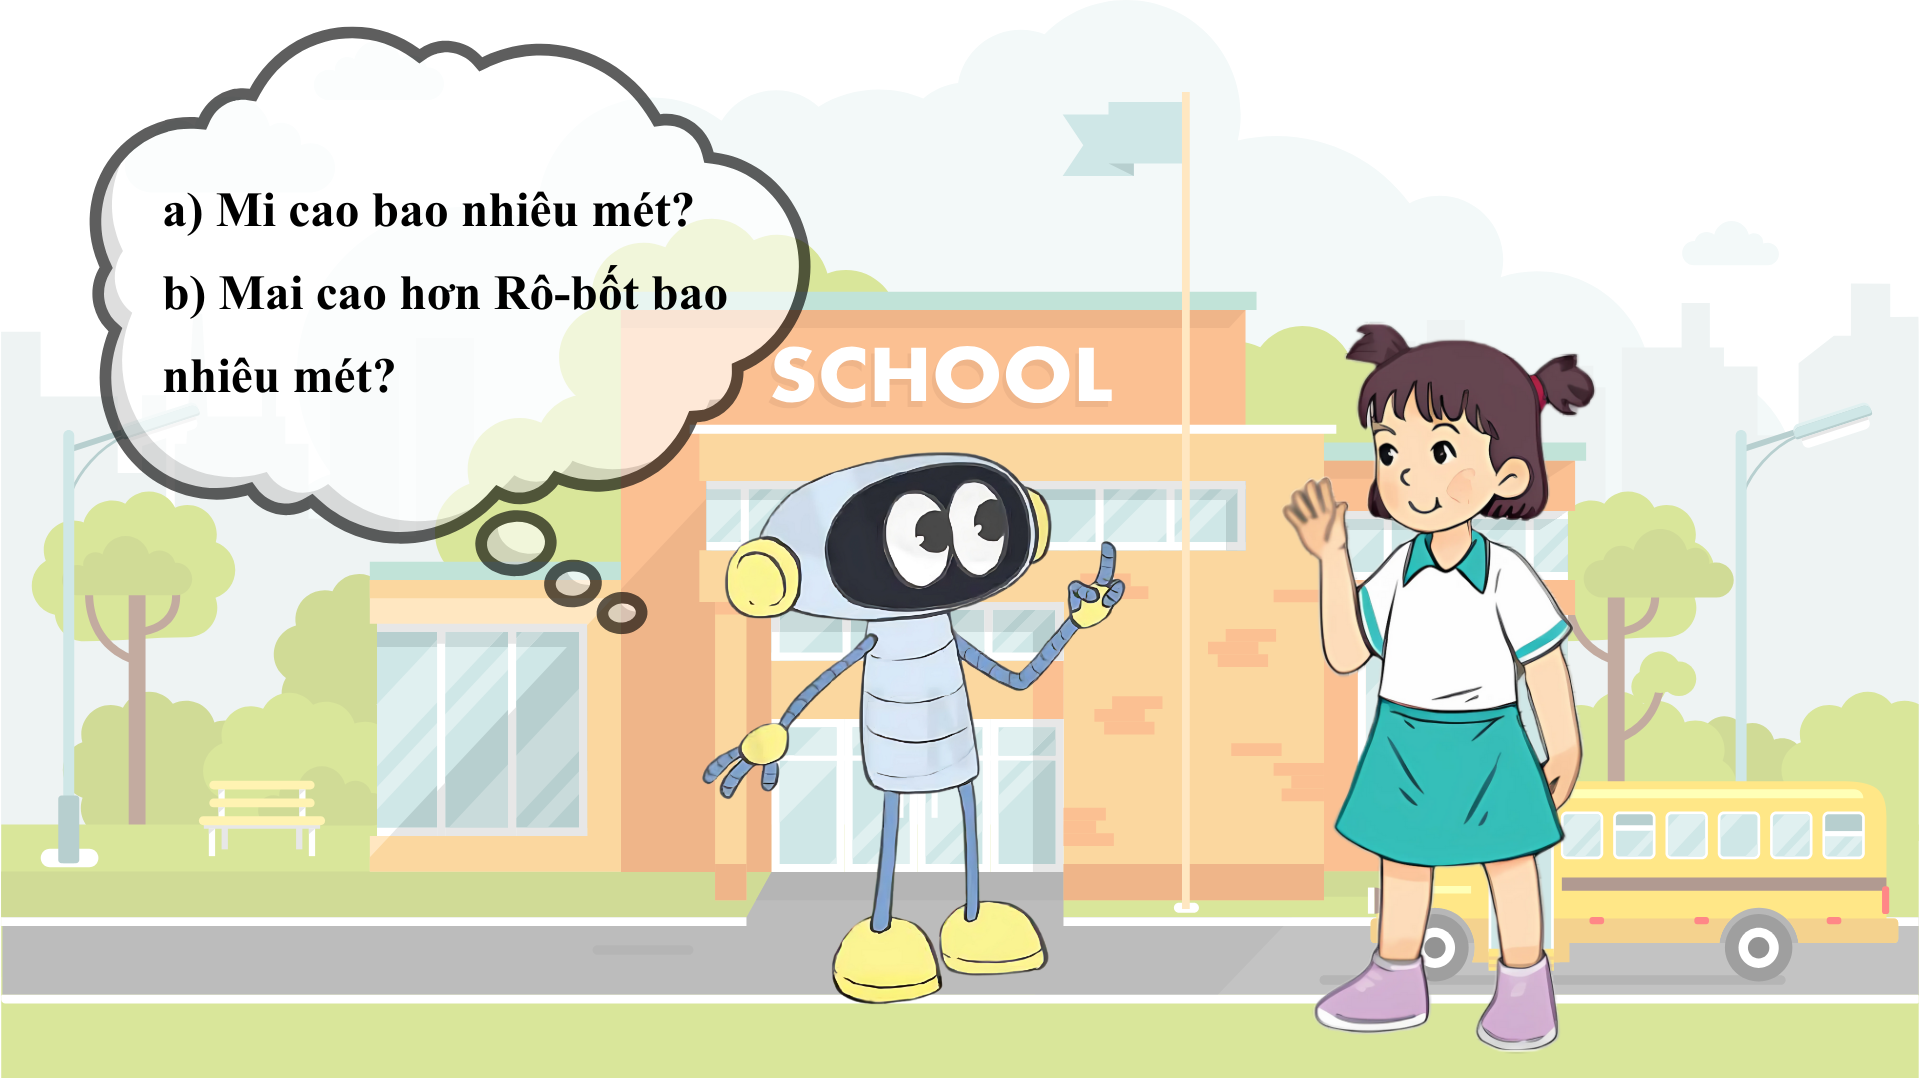 a) Mi cao bao nhiêu mét?
b) Mai cao hơn Rô-bốt bao
nhiêu mét?
SCHOOL